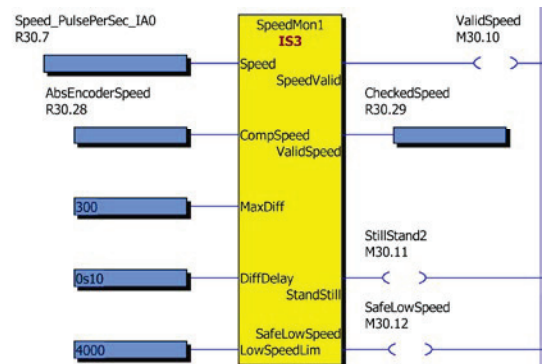 Speed_PulsePerSec_IA0
R30.7
SpeedMon1
IS3
ValidSpeed
M30.10
Speed
SpeedValid
AbsEncoderSpeed
R30.28
CheckedSpeed
R30.29
CompSpeed
ValidSpeed
300
MaxDiff
StillStand2
M30.11
0s10
DiffDelay
StandStill
SafeLowSpeed
M30.12
SafeLowSpeed
4000
LowSpeedLim